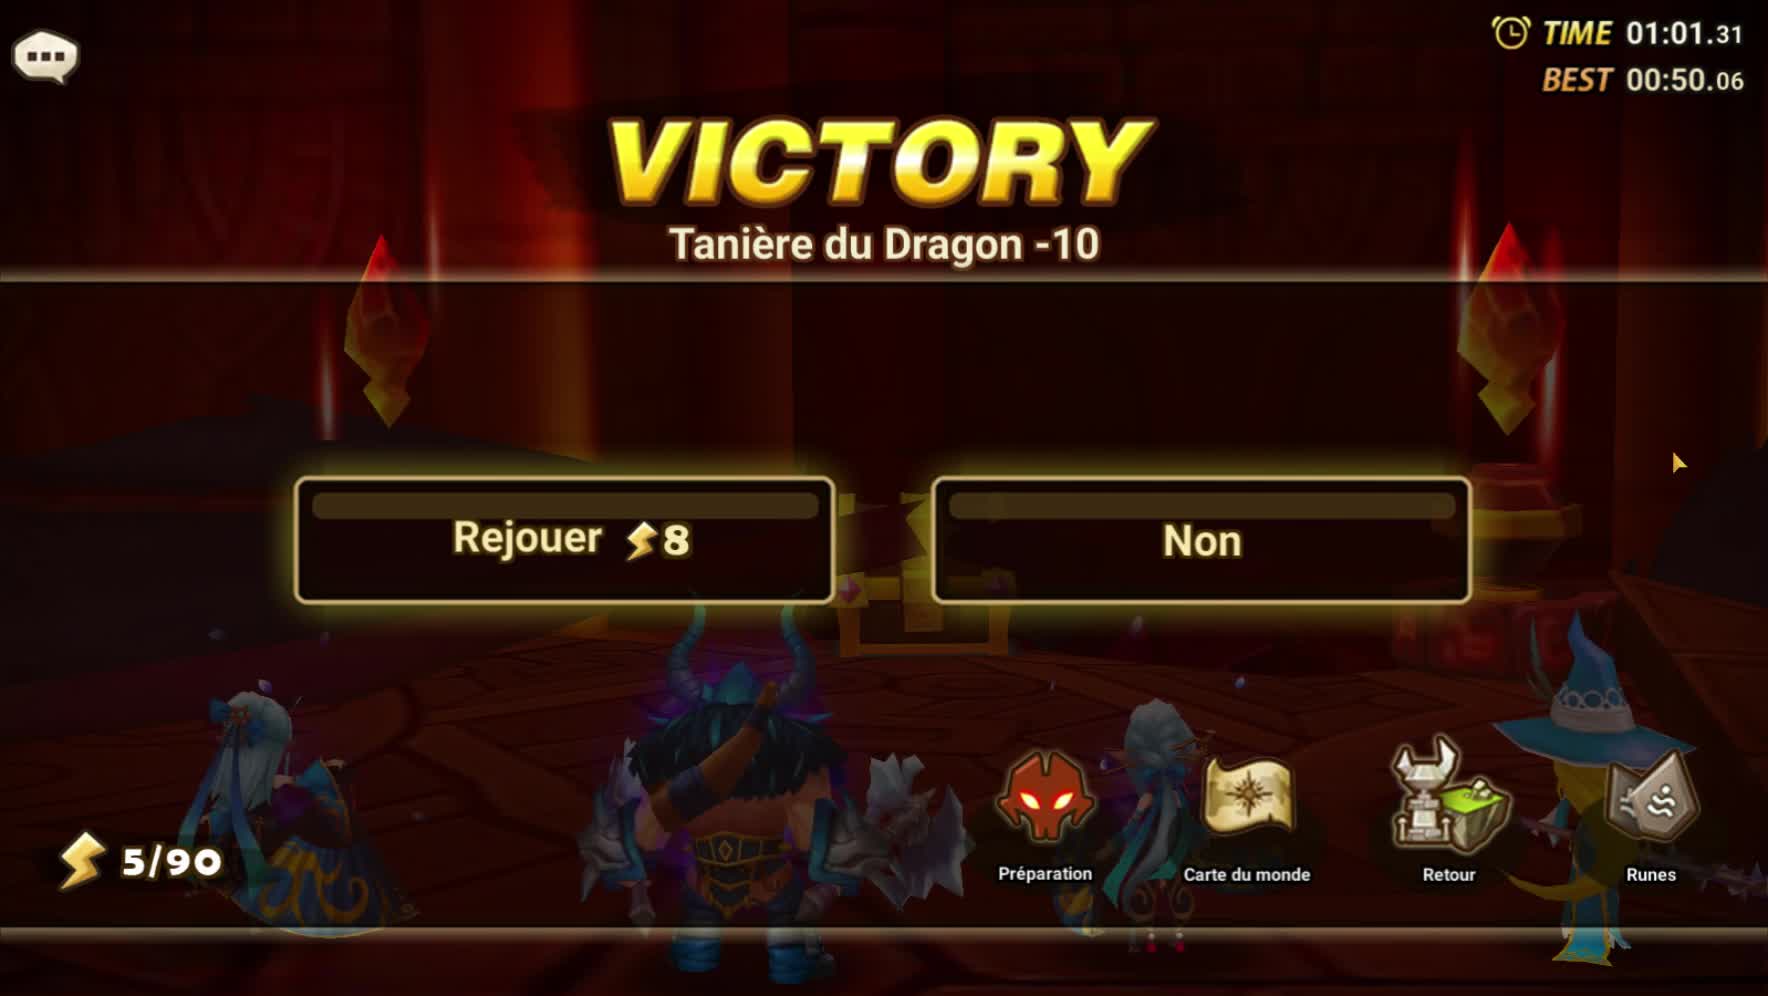 TIME 01:01.31
BEST 00:50.06
VICTORY
Tanière du Dragon -10
Rejouer 8
Non
5/90
Préparation
Carte du monde
Retour
Runes